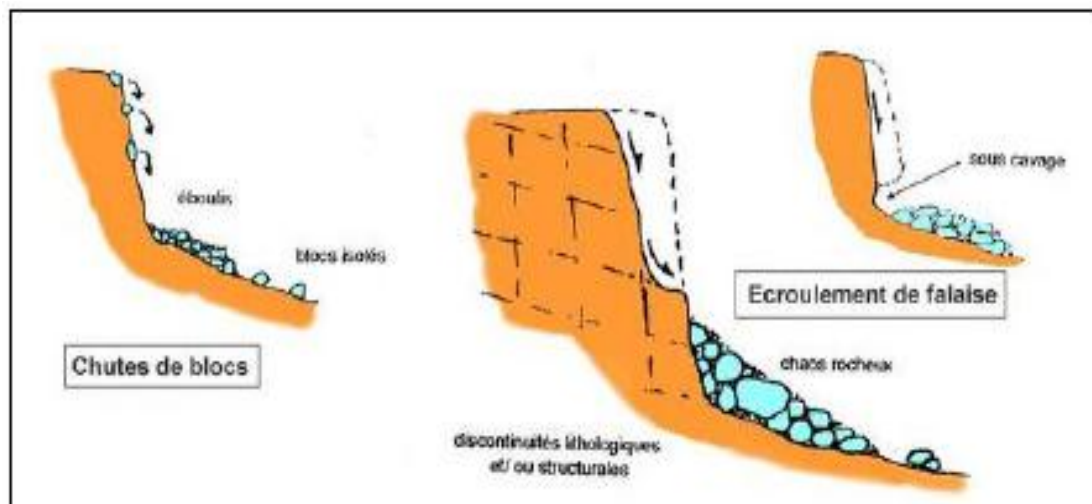 éboulis
blocs isolés
Chutes de blocs
sous cavage
Ecroulement de falaise
chaos rocheux
discontinuités lithologiques
et/ ou structurales